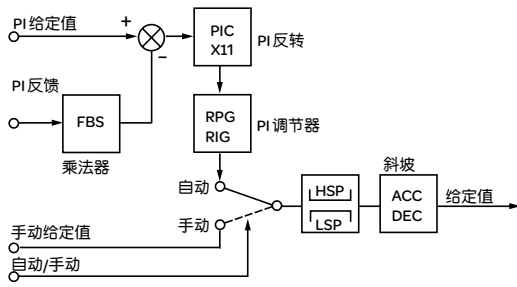 PI给定值
+
−
PIC
X11
PI反转
PI反馈
FBS
乘法器
RPG
RIG
PI调节器
自动
手动
HSP
LSP
斜坡
ACC
DEC
给定值
手动给定值
自动/手动